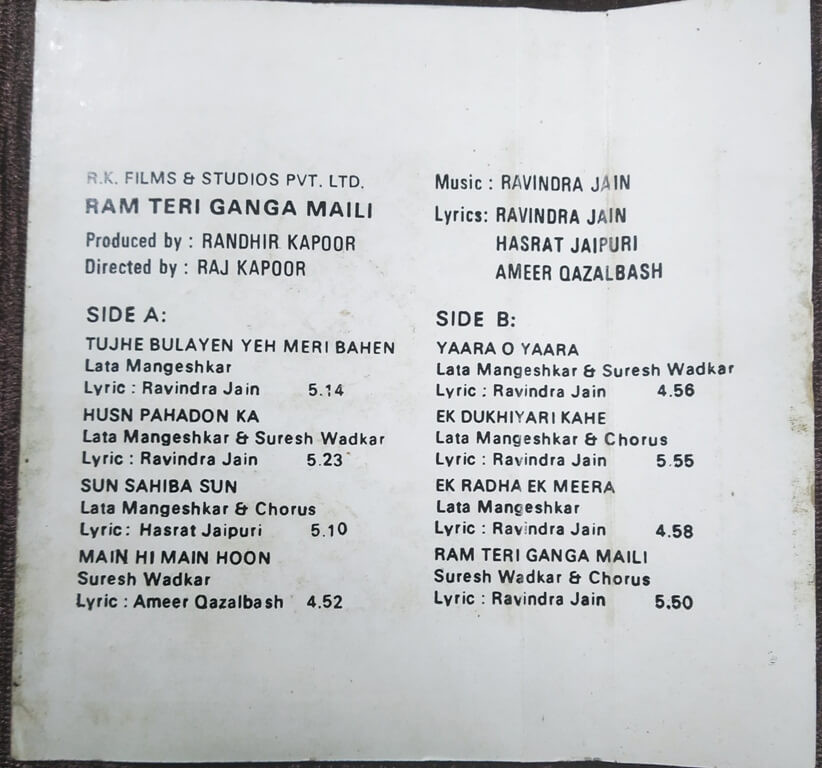 R.K. FILMS & STUDIOS PVT. LTD.
RAM TERI GANGA MAILI
Produced by : RANDHIR KAPOOR
Directed by : RAJ KAPOOR
Music : RAVINDRA JAIN
Lyrics: RAVINDRA JAIN
HASRAT JAIPURI
AMEER QAZALBASH
SIDE A:
TUJHE BULAYEN YEH MERI BAHEN
Lata Mangeshkar
Lyric : Ravindra Jain 5.14
HUSN PAHADON KA
Lata Mangeshkar & Suresh Wadkar
Lyric : Ravindra Jain 5.23
SUN SAHIBA SUN
Lata Mangeshkar & Chorus
Lyric: Hasrat Jaipuri 5.10
MAIN HI MAIN HOON
Suresh Wadkar
Lyric : Ameer Qazalbash 4.52
SIDE B:
YAARA O YAARA
Lata Mangeshkar & Suresh Wadkar
Lyric : Ravindra Jain 4.56
EK DUKHIYARI KAHE
Lata Mangeshkar & Chorus
Lyric : Ravindra Jain 5.55
EK RADHA EK MEERA
Lata Mangeshkar
Lyric : Ravindra Jain 4.58
RAM TERI GANGA MAILI
Suresh Wadkar & Chorus
Lyric : Ravindra Jain 5.50